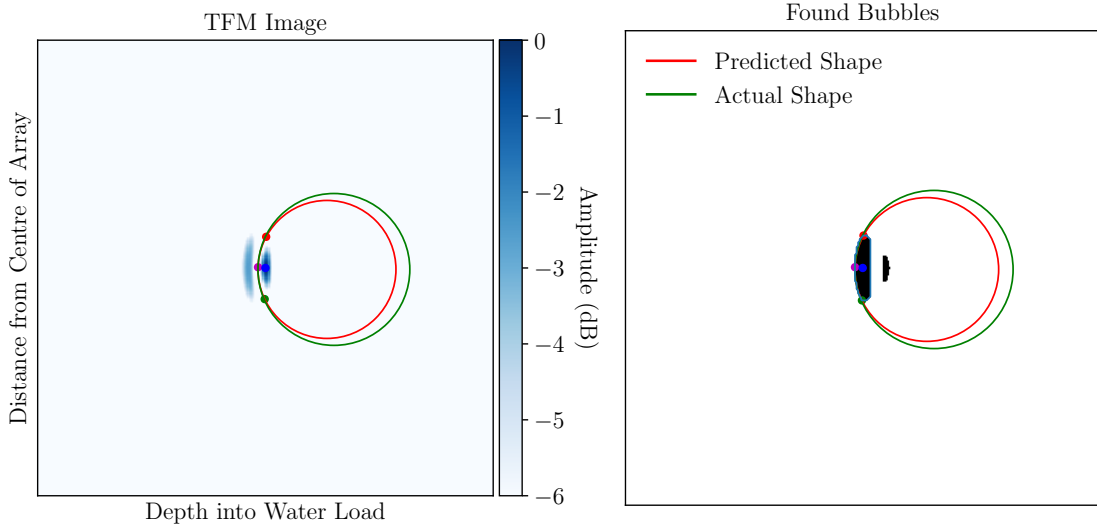 TFM Image
Distance from Centre of Array
Depth into Water Load
0
−1
−2
−3
−4
−5
−6
Amplitude (dB)
Found Bubbles
Predicted Shape
Actual Shape